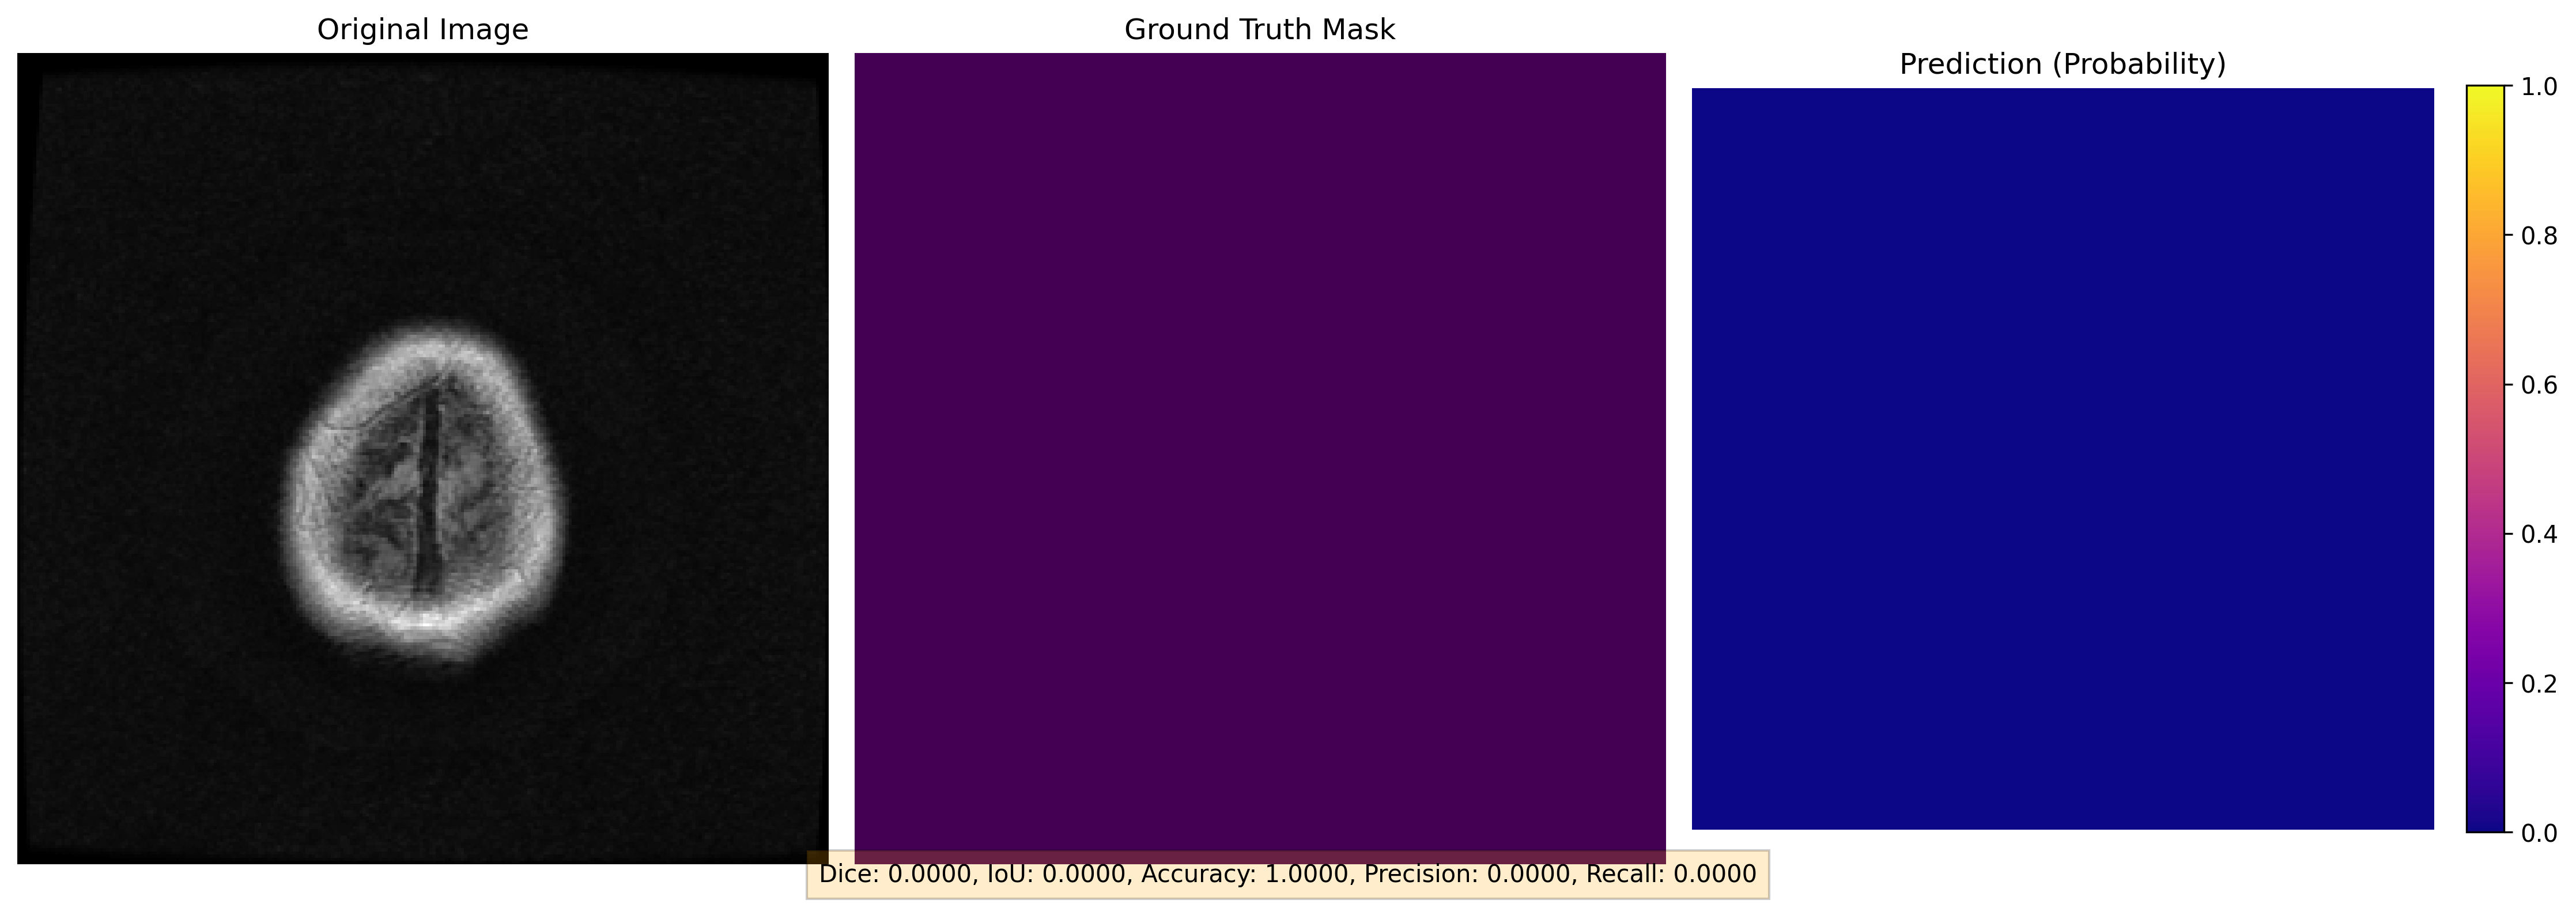 Original Image
Ground Truth Mask
Prediction (Probability)
1.0
0.8
0.6
0.4
0.2
0.0
Dice: 0.0000, IoU: 0.0000, Accuracy: 1.0000, Precision: 0.0000, Recall: 0.0000